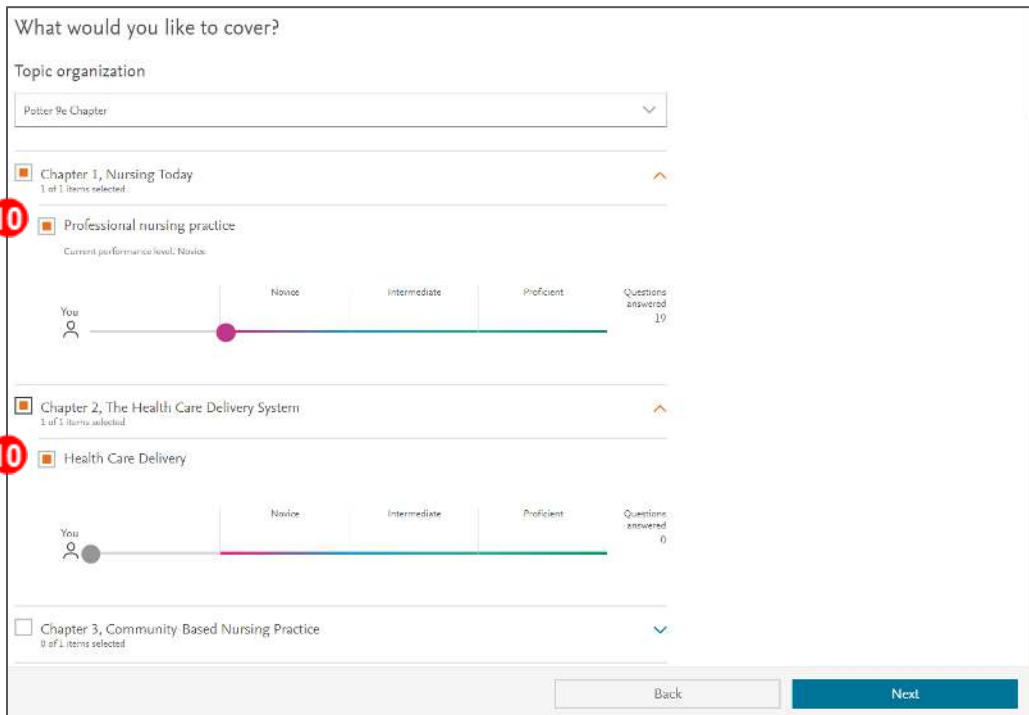 What would you like to cover?
Topic organization
Potter 9e Chapter
Chapter 1, Nursing Today
1 of 1 items selected
10
Professional nursing practice
Current performance level: Novice
Novice
Intermediate
Proficient
Questions
answered
19
You
Chapter 2, The Health Care Delivery System
1 of 1 items selected
10
Health Care Delivery
Novice
Intermediate
Proficient
Questions
answered
0
You
Chapter 3, Community-Based Nursing Practice
0 of 1 items selected
Back
Next